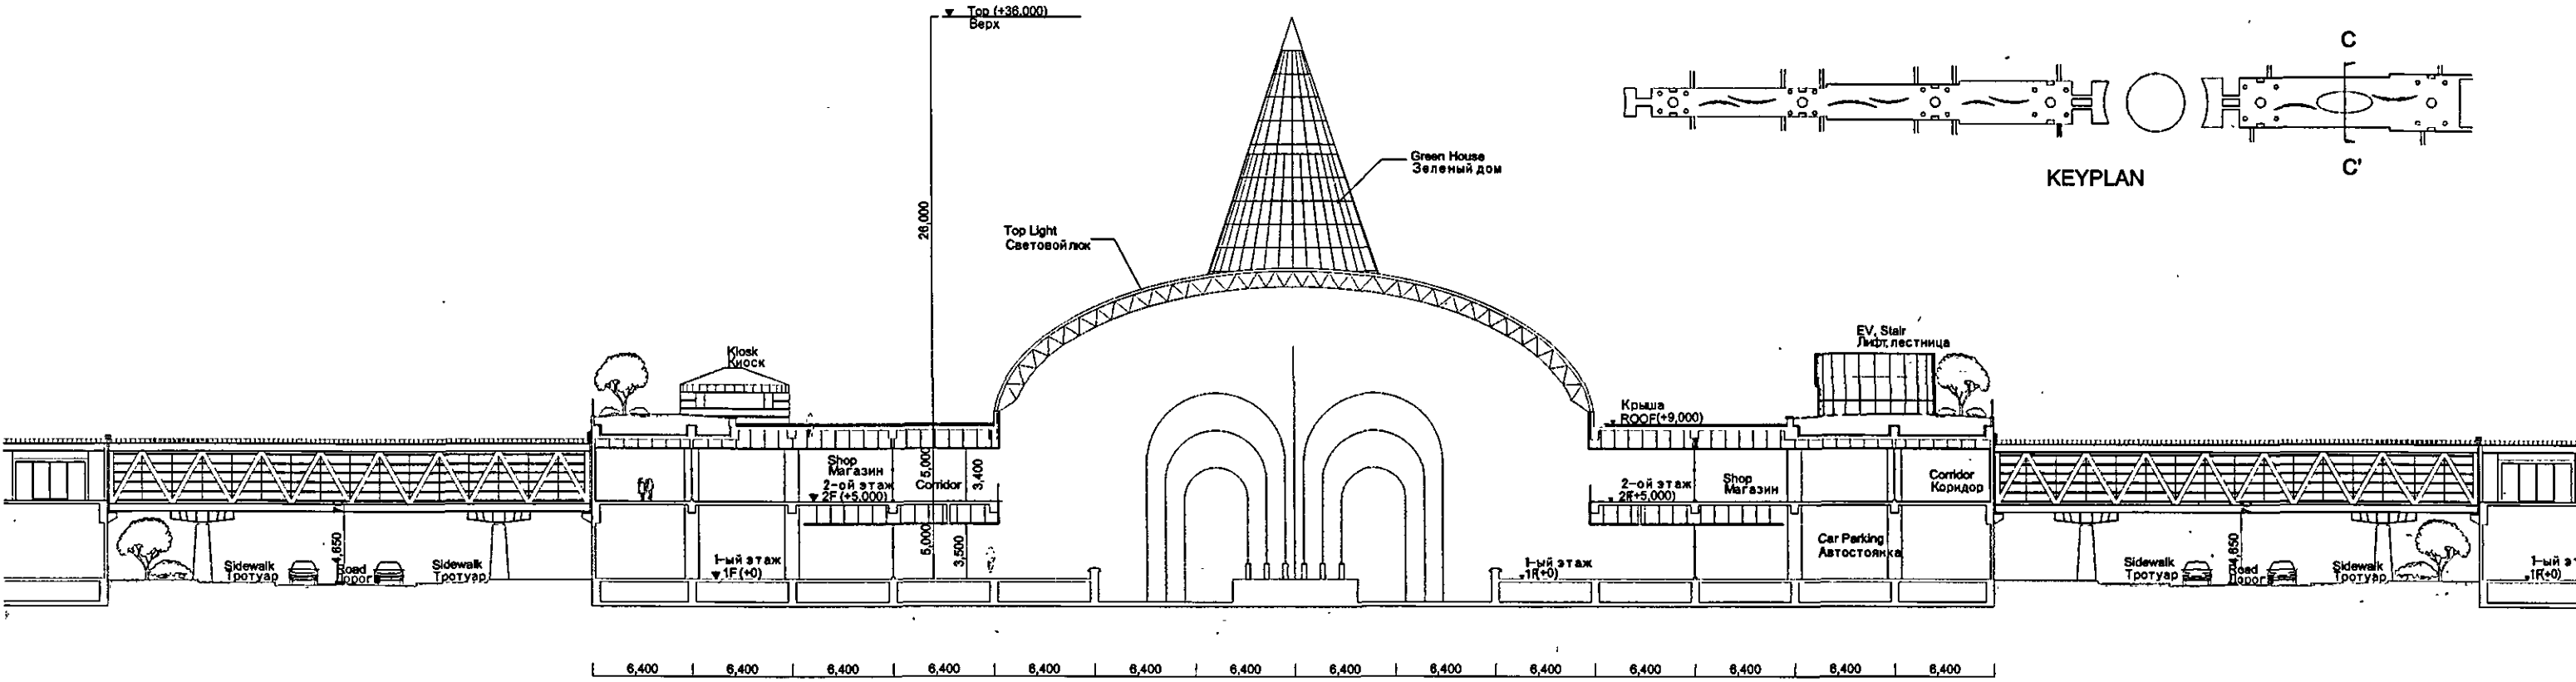 Top (+36.000)
Верх
C
C'
KEYPLAN
Green House
Зеленый дом
26,000
Top Light
Световой люк
Kiosk
Киоск
EV, Stair
Лифт, лестница
Крыша
ROOF(+9,000)
Shop
Магазин
2-ой этаж
2F (+5.000)
5,000
Corridor
3,400
2-ой этаж
2F(+5,000)
Shop
Магазин
Corridor
Коридор
4,650
Sidewalk
Тротуар
Road
Sidewalk
Тротуар
1-ый этаж
1F (+0)
5,000
3,500
1-ый этаж
1F(+0)
Car Parking
Автостоянка
Sidewalk
Тротуар
4,650
Sidewalk
Тротуар
1F(+0)
6,400 6,400 6,400 6,400 6,400 6,400 6,400 6,400 6,400 6,400 6,400 6,400 6,400 6,400